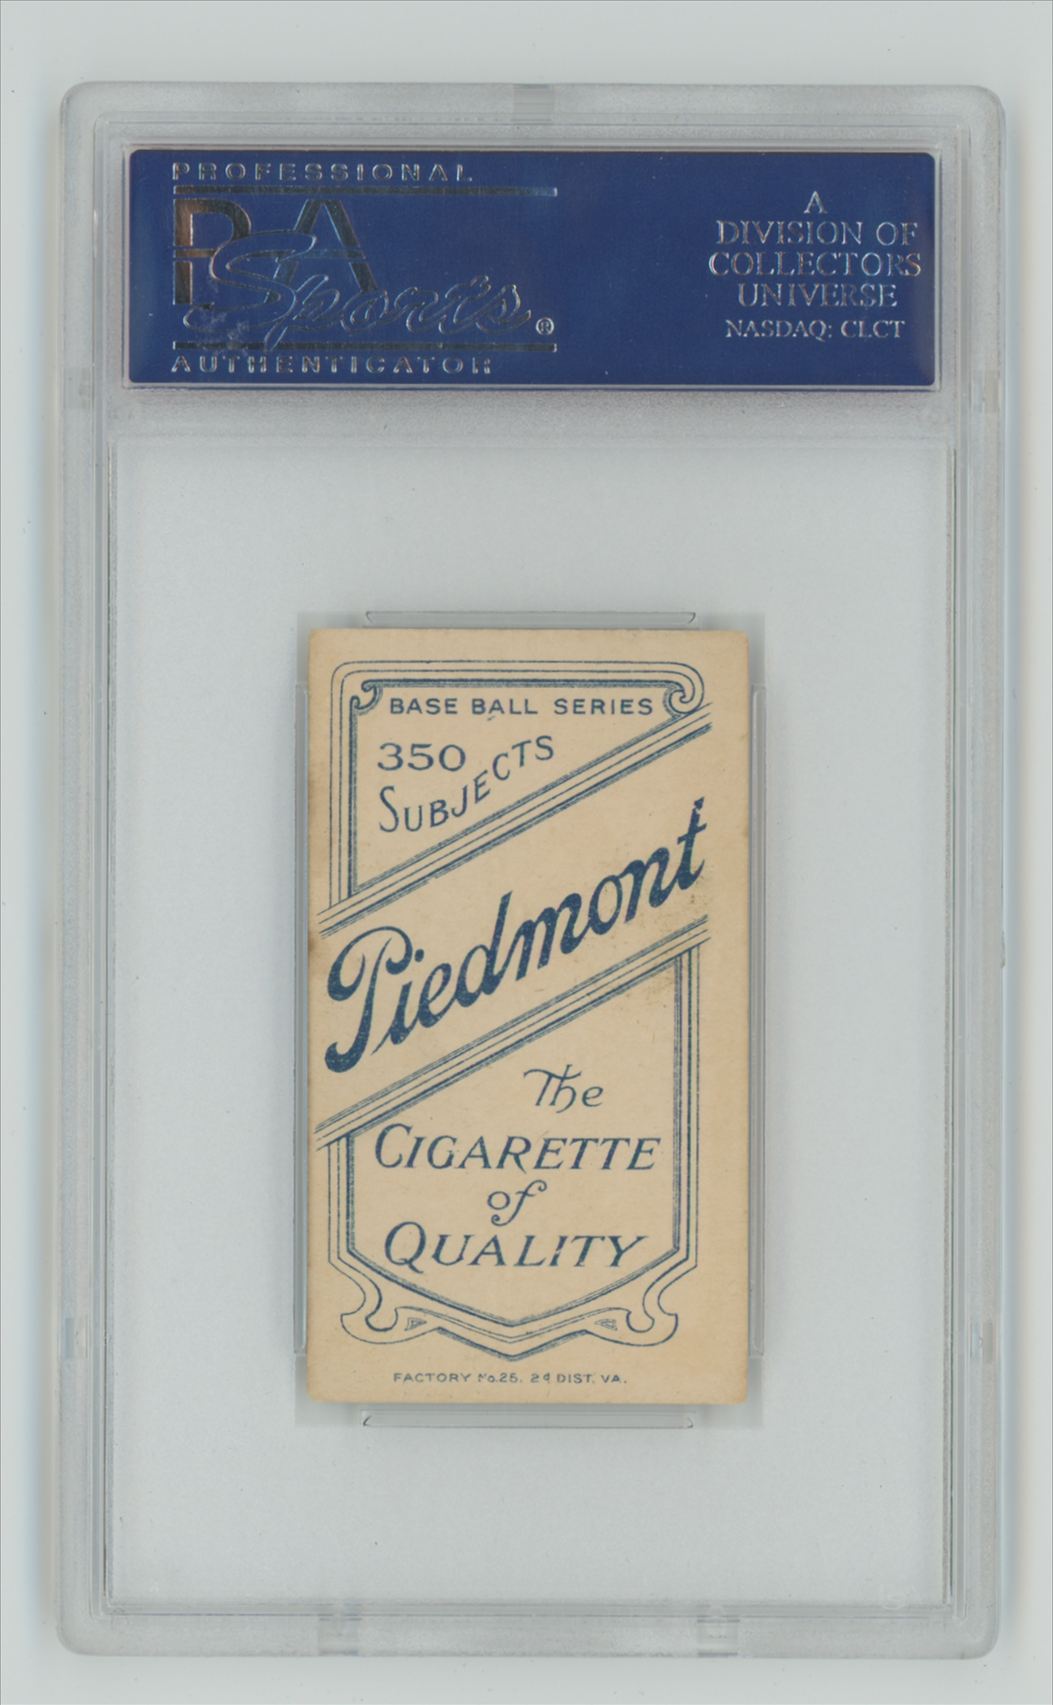 PROFESSIONAL
PSA
Sports®
AUTHENTICATOR
A
DIVISION OF
COLLECTORS
UNIVERSE
NASDAQ: CLCT
BASE BALL SERIES
350
SUBJECTS
Piedmont
The
CIGARETTE
of
QUALITY
FACTORY No. 25. 2d DIST. VA.